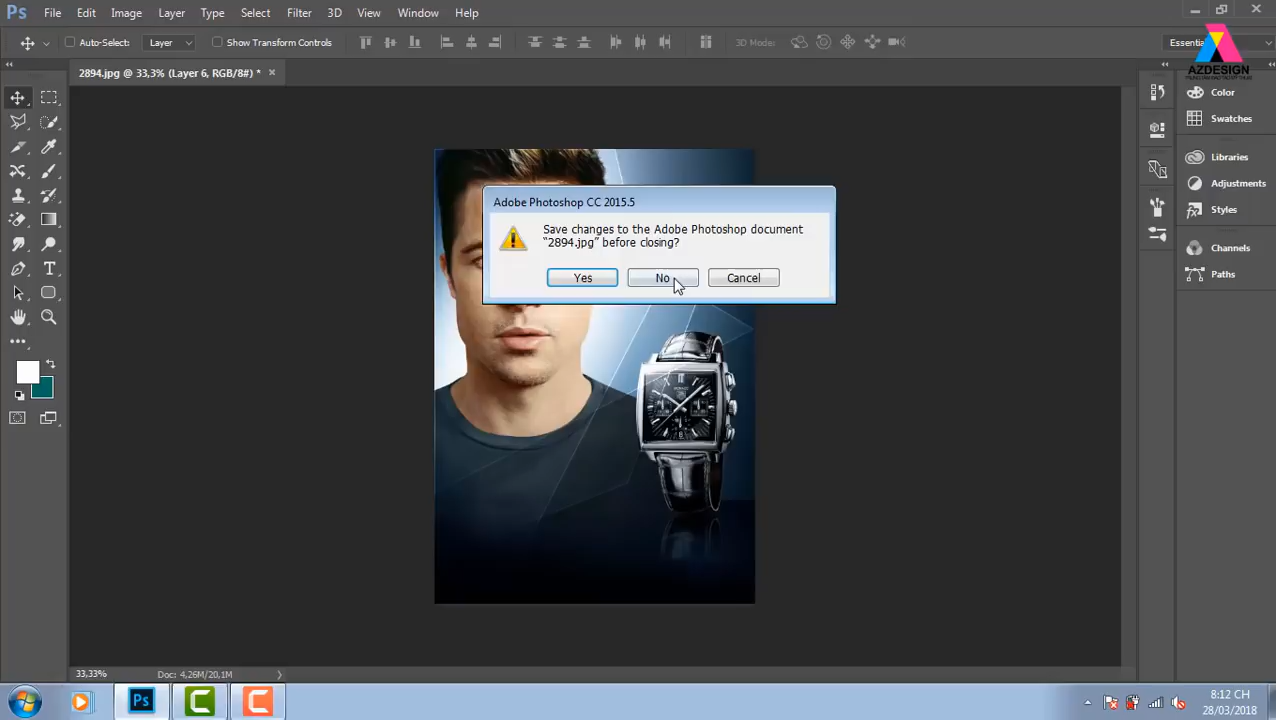 Ps File Edit Image Layer Type Select Filter 3D View Window Help
Auto-Select: Layer Show Transform Controls 3D Mode: Essentia
AZDESIGN
2894.jpg @ 33,3% (Layer 6, RGB/8#) * ×
Color
Swatches
Libraries
Adjustments
Styles
Channels
Paths
Adobe Photoshop CC 2015.5
Save changes to the Adobe Photoshop document
“2894.jpg” before closing?
Yes No Cancel
33,33% Doc: 4,26M/20,1M
Ps
8:12 CH
28/03/2018